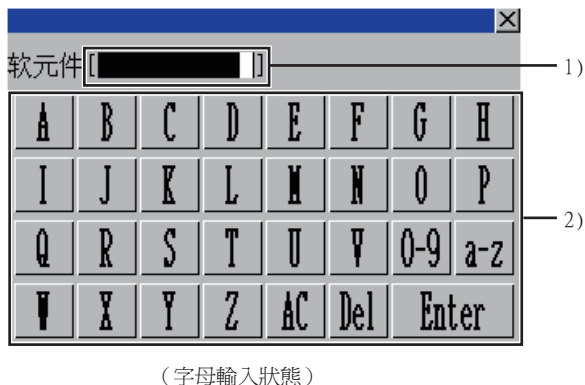 软元件[ ]
1)
A B C D E F G H
I J K L M N O P
2)
Q R S T U V 0-9 a-z
W X Y Z AC Del Enter
(字母輸入狀態)